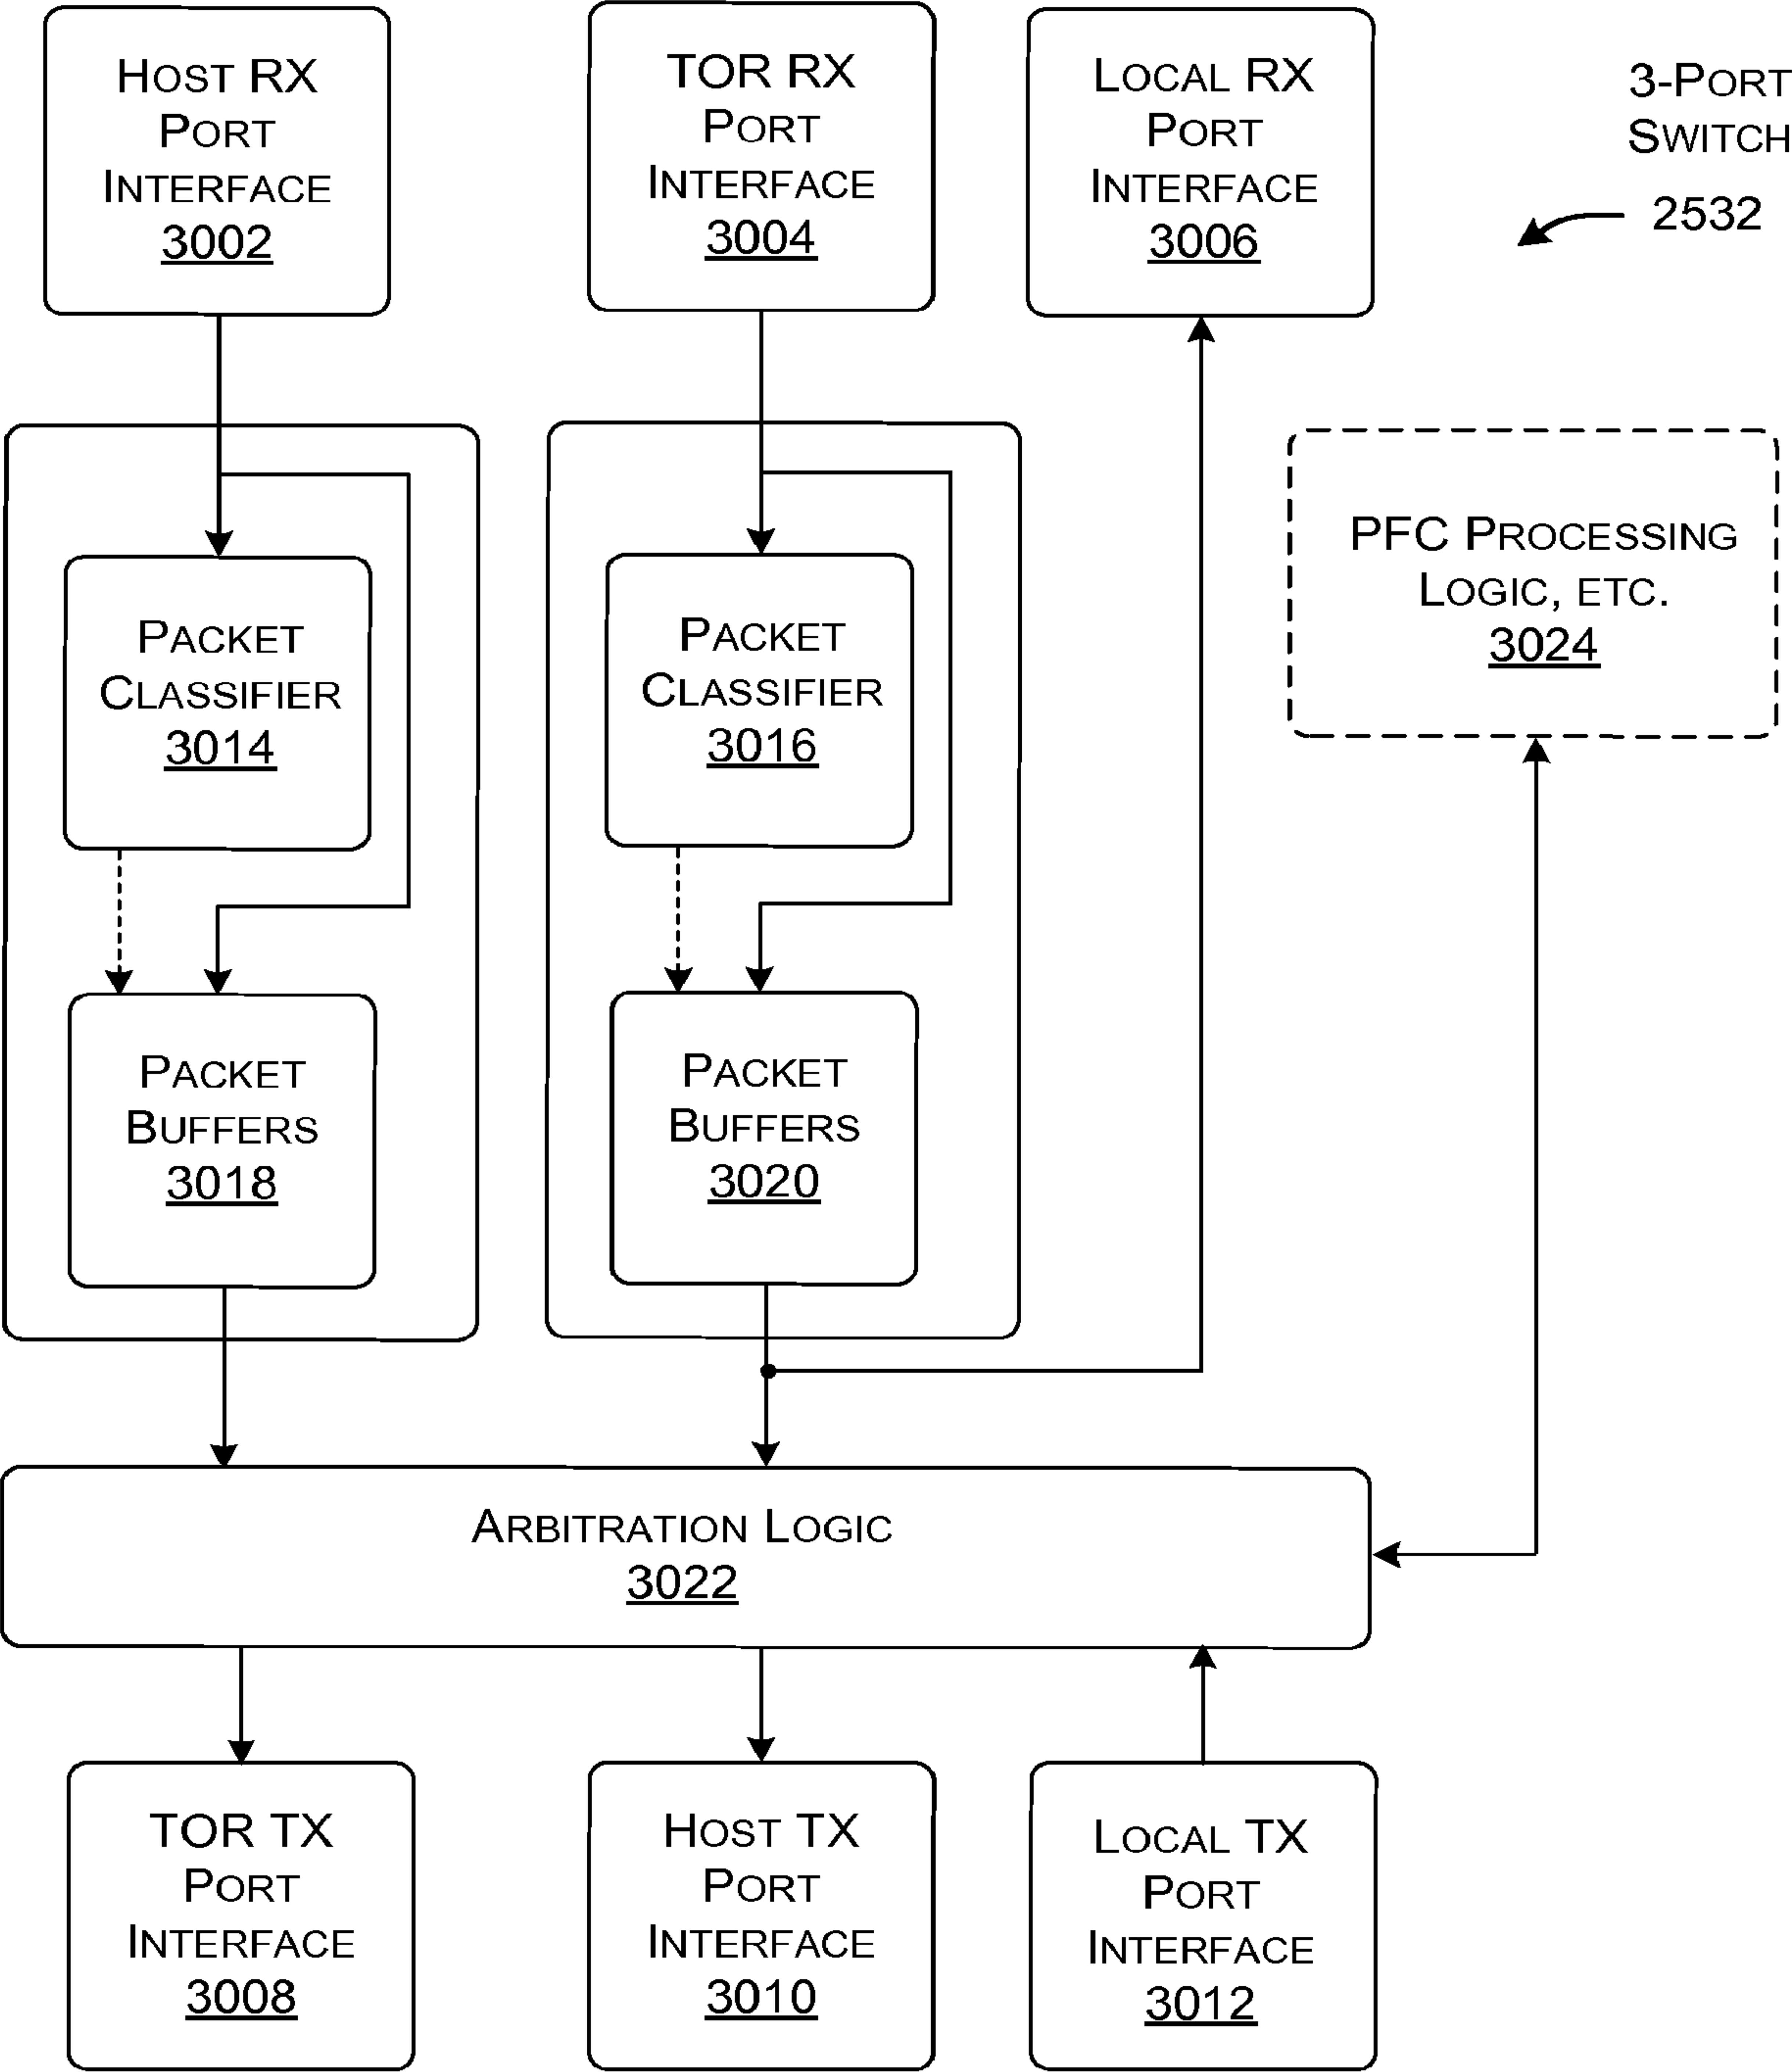 HOST RX
PORT
INTERFACE
3002
TOR RX
PORT
INTERFACE
3004
LOCAL RX
PORT
INTERFACE
3006
3-PORT
SWITCH
2532
PACKET
CLASSIFIER
3014
PACKET
CLASSIFIER
3016
PFC PROCESSING
LOGIC, ETC.
3024
PACKET
BUFFERS
3018
PACKET
BUFFERS
3020
ARBITRATION LOGIC
3022
TOR TX
PORT
INTERFACE
3008
HOST TX
PORT
INTERFACE
3010
LOCAL TX
PORT
INTERFACE
3012